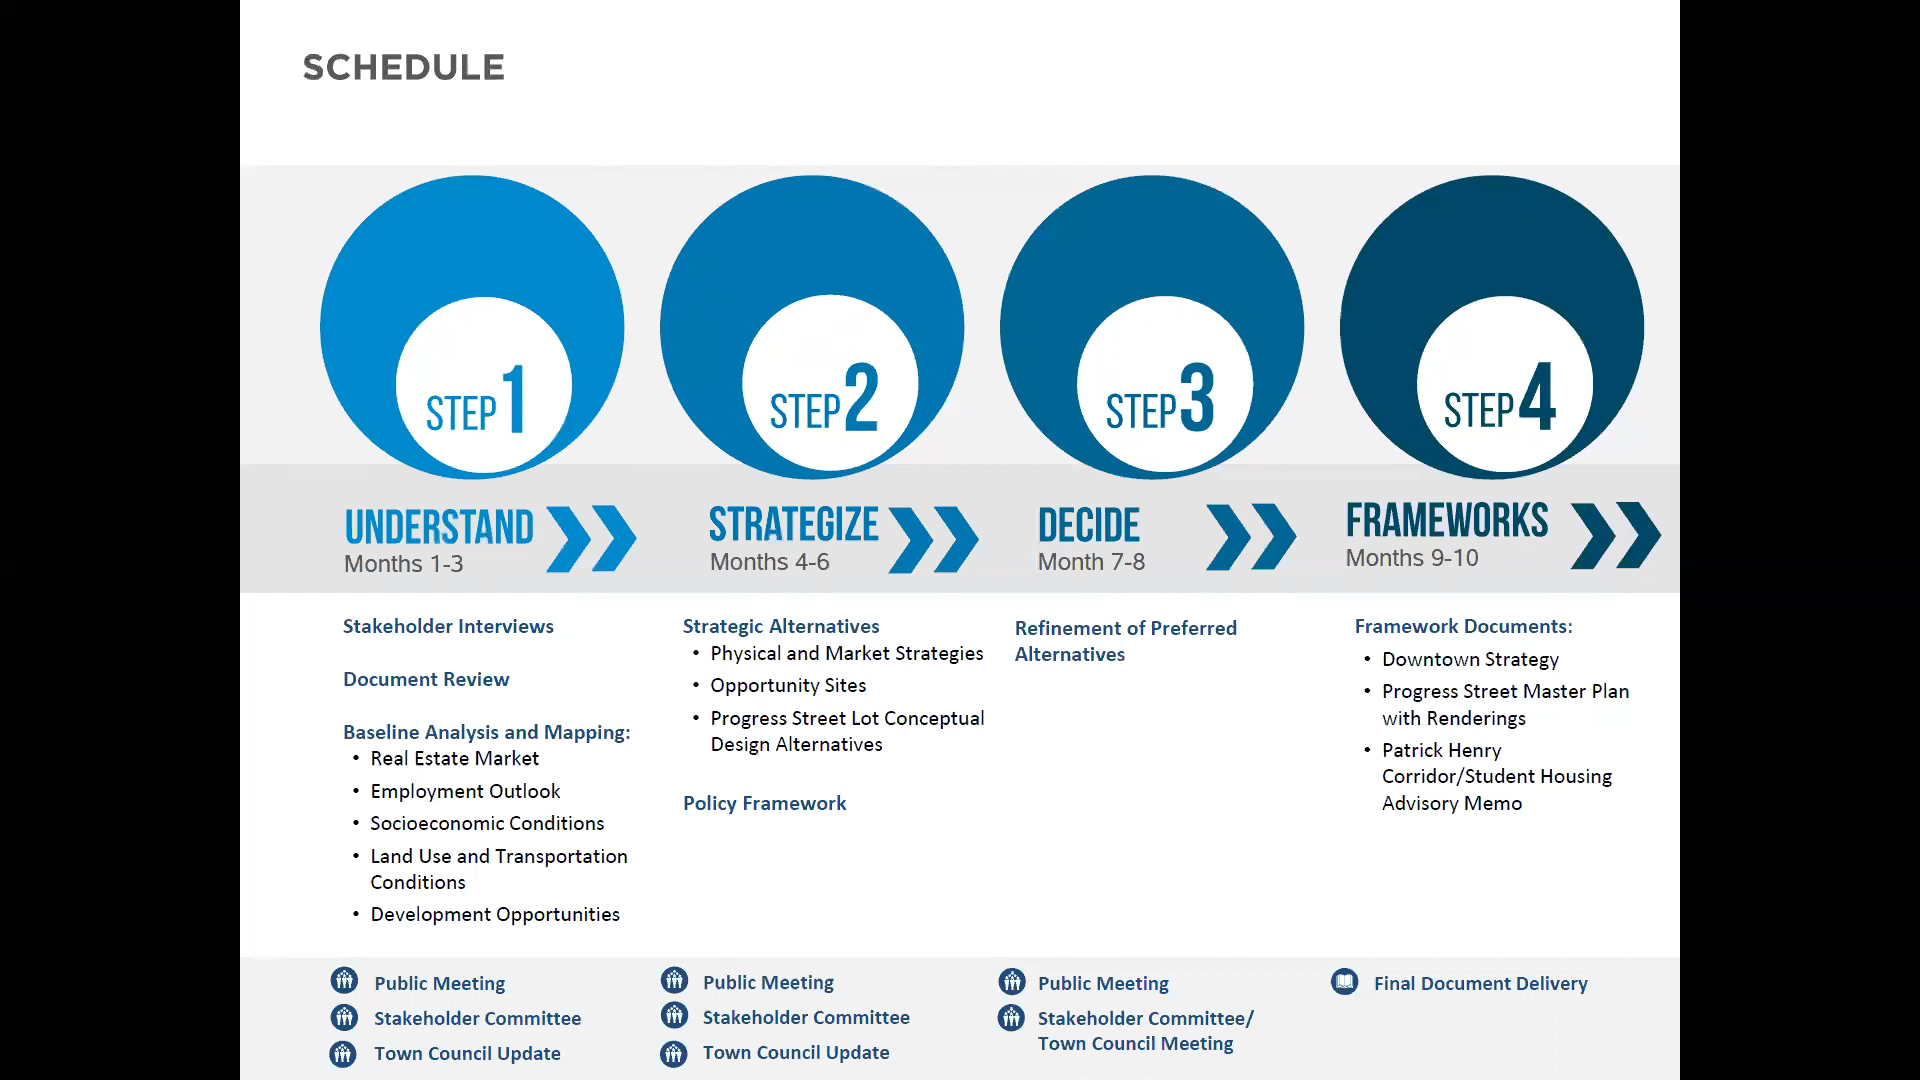 SCHEDULE
STEP 1
STEP 2
STEP 3
STEP 4
UNDERSTAND
Months 1-3
STRATEGIZE
Months 4-6
DECIDE
Month 7-8
FRAMEWORKS
Months 9-10
Stakeholder Interviews
Document Review
Baseline Analysis and Mapping:
• Real Estate Market
• Employment Outlook
• Socioeconomic Conditions
• Land Use and Transportation
Conditions
• Development Opportunities
Strategic Alternatives
• Physical and Market Strategies
• Opportunity Sites
• Progress Street Lot Conceptual
Design Alternatives
Policy Framework
Refinement of Preferred
Alternatives
Framework Documents:
• Downtown Strategy
• Progress Street Master Plan
with Renderings
• Patrick Henry
Corridor/Student Housing
Advisory Memo
Public Meeting
Stakeholder Committee
Town Council Update
Public Meeting
Stakeholder Committee
Town Council Update
Public Meeting
Stakeholder Committee/
Town Council Meeting
Final Document Delivery